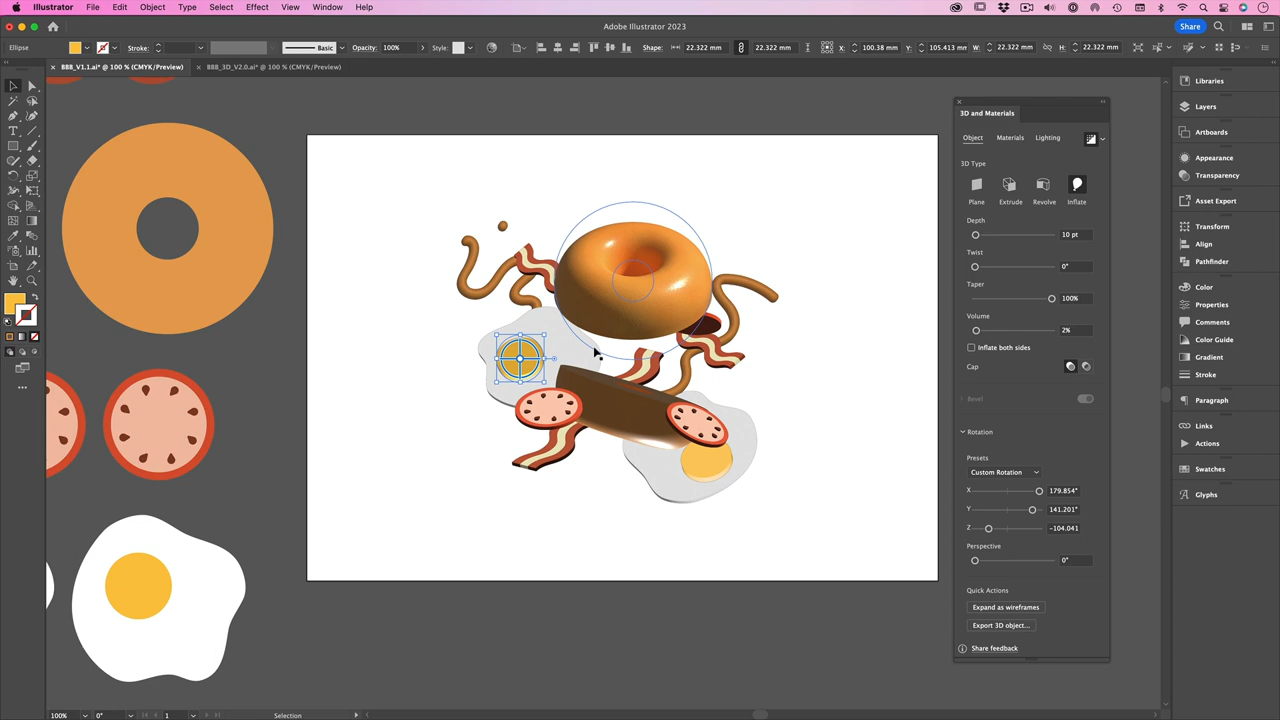 Illustrator File Edit Object Type Select Effect View Window Help
Adobe Illustrator 2023
Share
Ellipse Stroke: Basic Opacity: 100% Style: Shape: 22.322 mm 22.322 mm X: 100.38 mm Y: 105.413 mm W: 22.322 mm H: 22.322 mm
BBB_V1.1.ai* @ 100 % (CMYK/Preview) BBB_3D_V2.0.ai* @ 100 % (CMYK/Preview)
3D and Materials
Object Materials Lighting
3D Type
Plane Extrude Revolve Inflate
Depth
10 pt
Twist
0°
Taper
100%
Volume
2%
Inflate both sides
Cap
Bevel
Rotation
Presets
Custom Rotation
X 179.854°
Y 141.201°
Z -104.041
Perspective
0°
Quick Actions
Expand as wireframes
Export 3D object...
Share feedback
Libraries
Layers
Artboards
Appearance
Transparency
Asset Export
Transform
Align
Pathfinder
Color
Properties
Comments
Color Guide
Gradient
Stroke
Paragraph
Links
Actions
Swatches
Glyphs
100% 0° 1 Selection